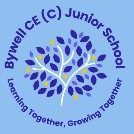 Bywell CE (C) Junior School
Learning Together, Growing Together